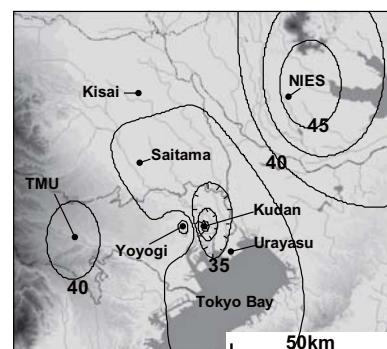 NIES
Kisai
45
40
Saitama
TMU
Kudan
Yoyogi
Urayasu
35
40
Tokyo Bay
50km